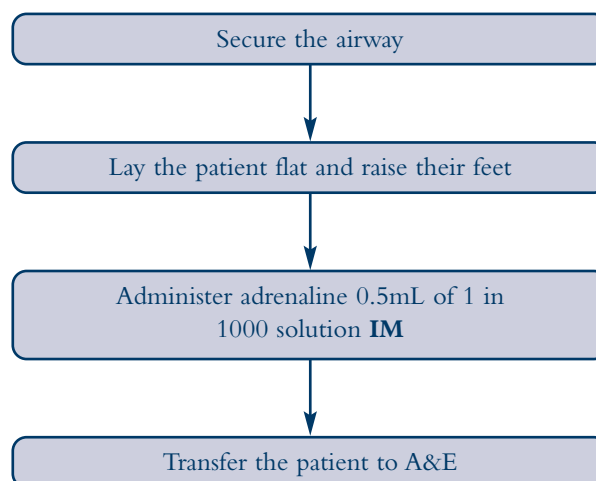 Secure the airway
Lay the patient flat and raise their feet
Administer adrenaline 0.5mL of 1 in
1000 solution IM
Transfer the patient to A&E